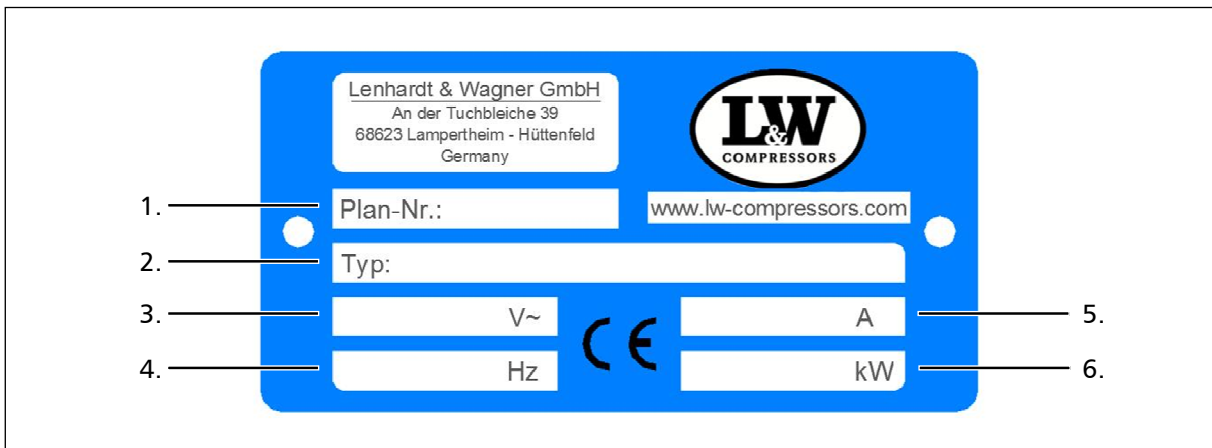 Lenhardt & Wagner GmbH
An der Tuchbleiche 39
68623 Lampertheim - Hüttenfeld
Germany
L&W
COMPRESSORS
1.
Plan-Nr.:
www.lw-compressors.com
2.
Typ:
3.
V~
CE
A
5.
4.
Hz
kW
6.